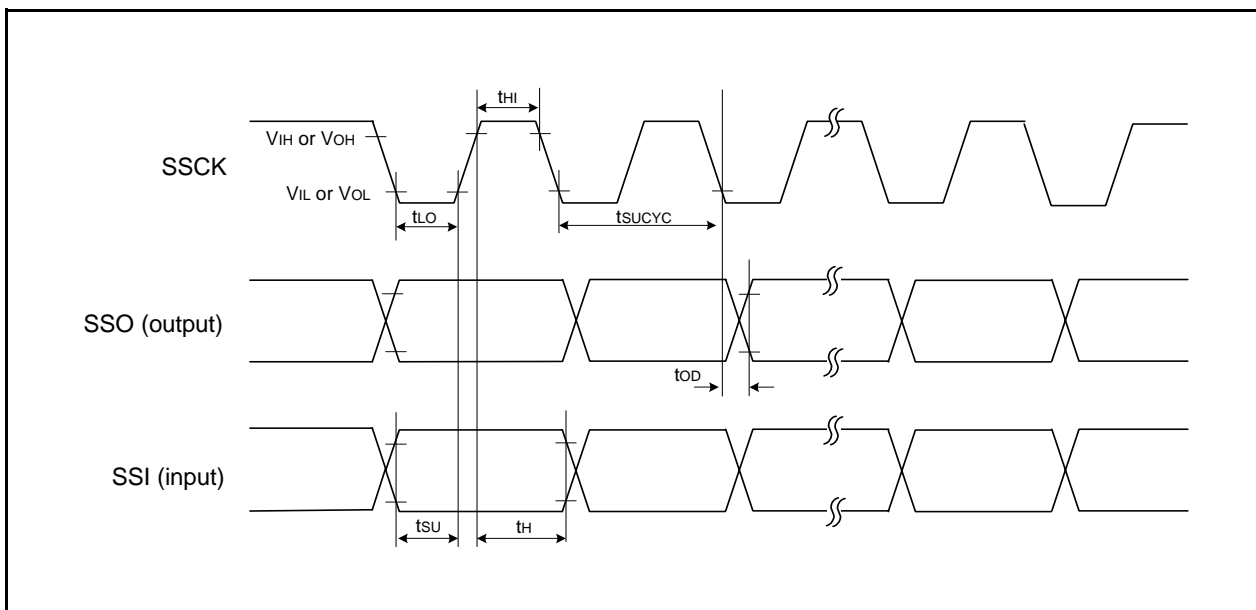 tHI
VIH or VOH
SSCK
VIL or VOL
tLO
tSUCYC
SSO (output)
tOD
SSI (input)
tSU
tH